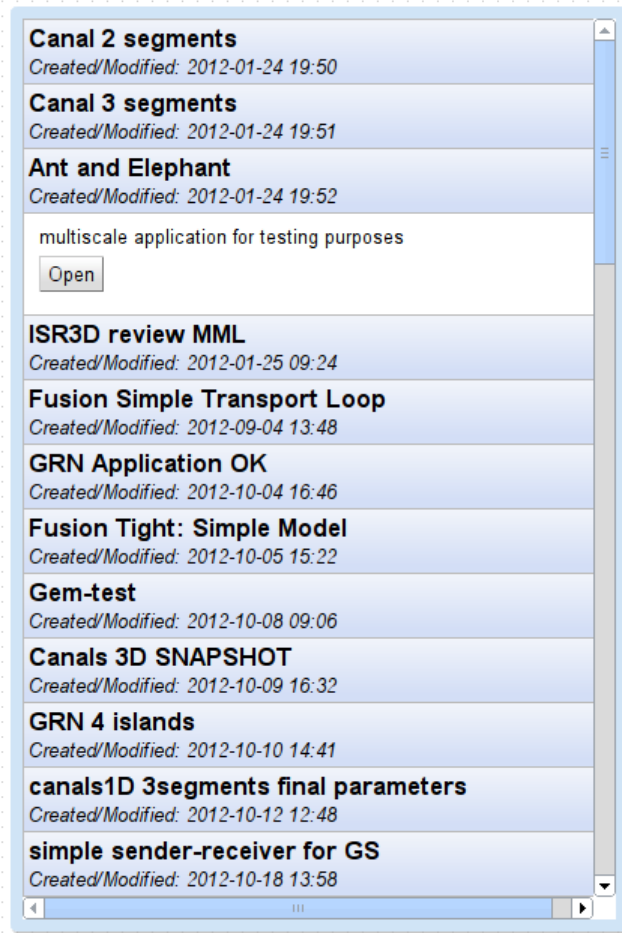 Canal 2 segments
Created/Modified: 2012-01-24 19:50
Canal 3 segments
Created/Modified: 2012-01-24 19:51
Ant and Elephant
Created/Modified: 2012-01-24 19:52
multiscale application for testing purposes
Open
ISR3D review MML
Created/Modified: 2012-01-25 09:24
Fusion Simple Transport Loop
Created/Modified: 2012-09-04 13:48
GRN Application OK
Created/Modified: 2012-10-04 16:46
Fusion Tight: Simple Model
Created/Modified: 2012-10-05 15:22
Gem-test
Created/Modified: 2012-10-08 09:06
Canals 3D SNAPSHOT
Created/Modified: 2012-10-09 16:32
GRN 4 islands
Created/Modified: 2012-10-10 14:41
canals1D 3segments final parameters
Created/Modified: 2012-10-12 12:48
simple sender-receiver for GS
Created/Modified: 2012-10-18 13:58